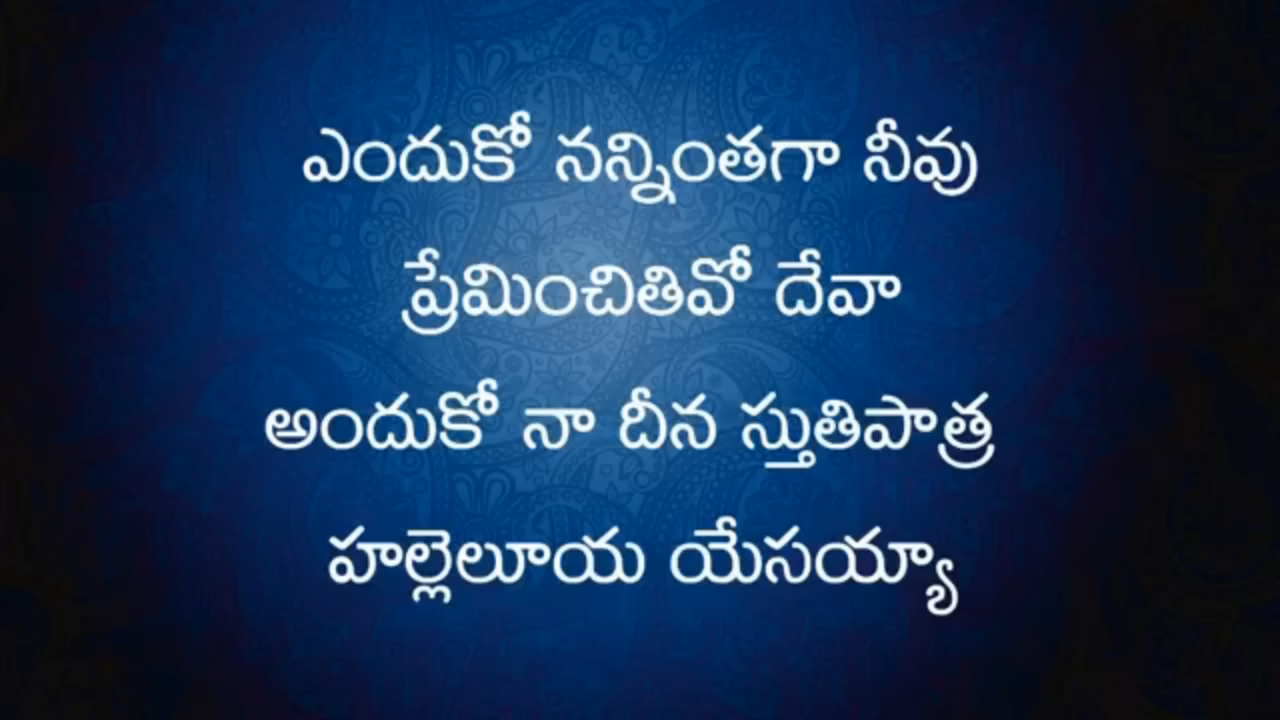 ఎందుకో నన్నింతగా నీవు
ప్రేమించితివో దేవా
అందుకో నా దీన స్తుతిపాత్ర
హల్లెలూయ యేసయ్యా